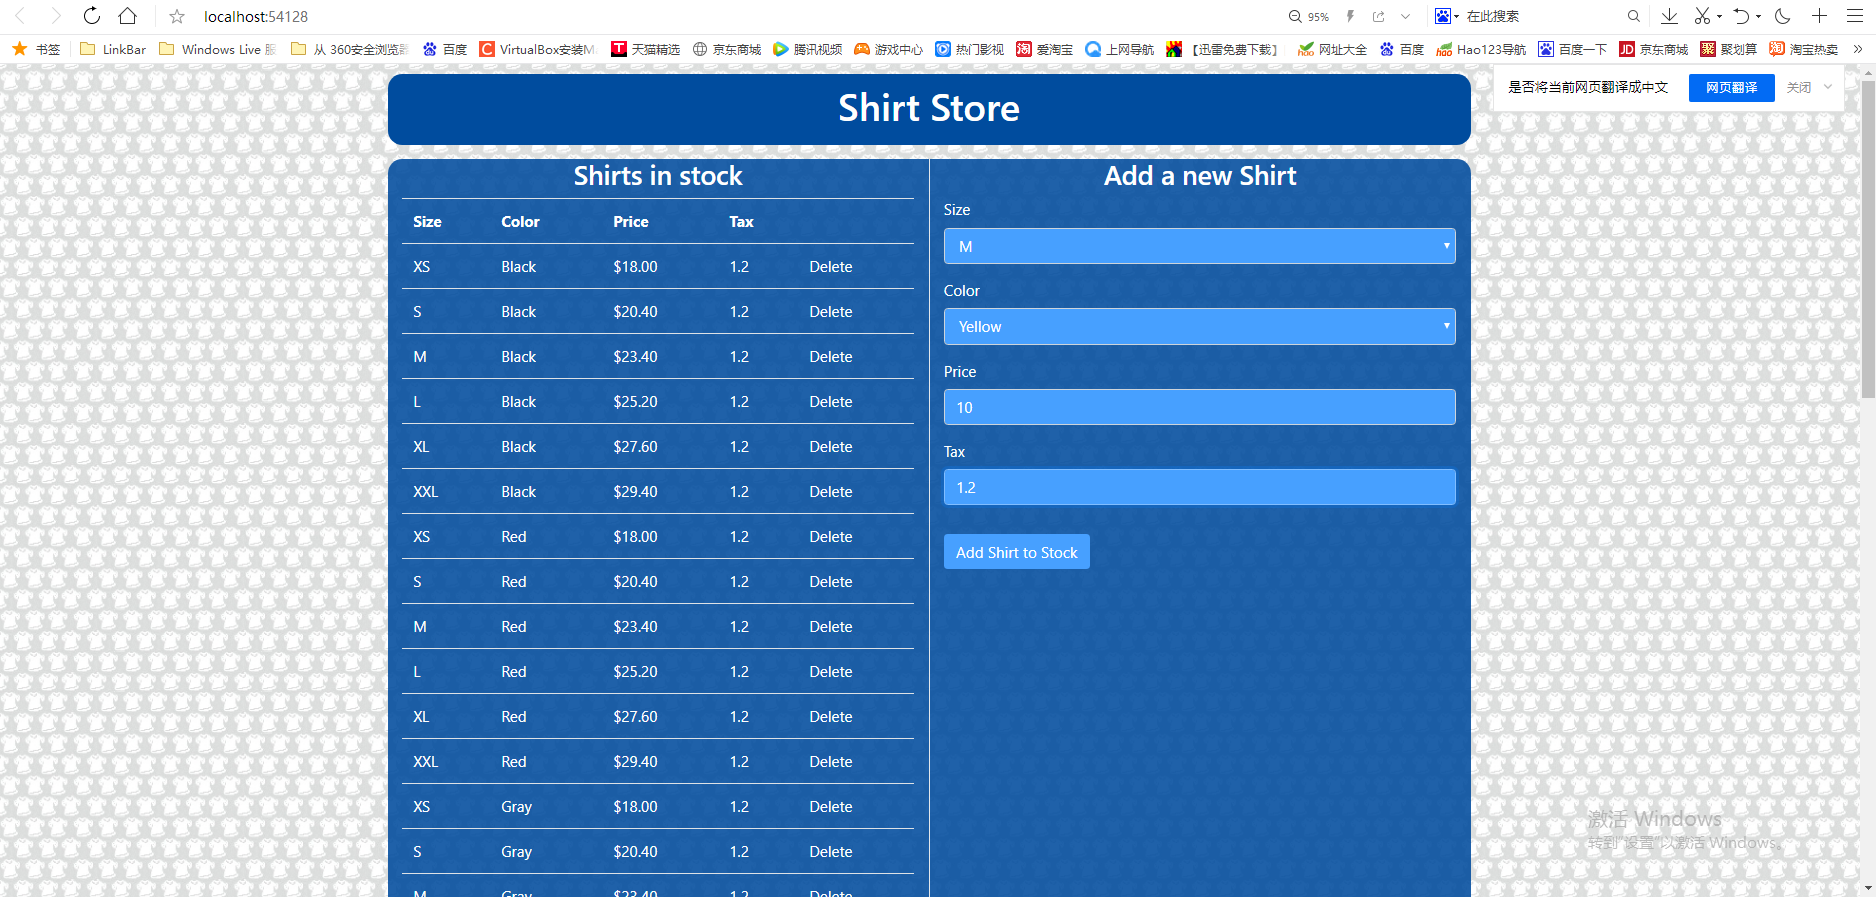 localhost:54128
95%
在此搜索
书签 LinkBar Windows Live 从 360安全浏览器 百度 VirtualBox安装M 天猫精选 京东商城 腾讯视频 游戏中心 热门影视 爱淘宝 上网导航 【迅雷免费下载】 网址大全 百度 Hao123导航 百度一下 京东商城 聚划算 淘宝热卖
是否将当前网页翻译成中文 网页翻译 关闭
Shirt Store
Shirts in stock
Size Color Price Tax
XS Black $18.00 1.2 Delete
S Black $20.40 1.2 Delete
M Black $23.40 1.2 Delete
L Black $25.20 1.2 Delete
XL Black $27.60 1.2 Delete
XXL Black $29.40 1.2 Delete
XS Red $18.00 1.2 Delete
S Red $20.40 1.2 Delete
M Red $23.40 1.2 Delete
L Red $25.20 1.2 Delete
XL Red $27.60 1.2 Delete
XXL Red $29.40 1.2 Delete
XS Gray $18.00 1.2 Delete
S Gray $20.40 1.2 Delete
M Gray $23.40 1.2 Delete
Add a new Shirt
Size
M
Color
Yellow
Price
10
Tax
1.2
Add Shirt to Stock
激活 Windows
转到"设置"以激活 Windows。